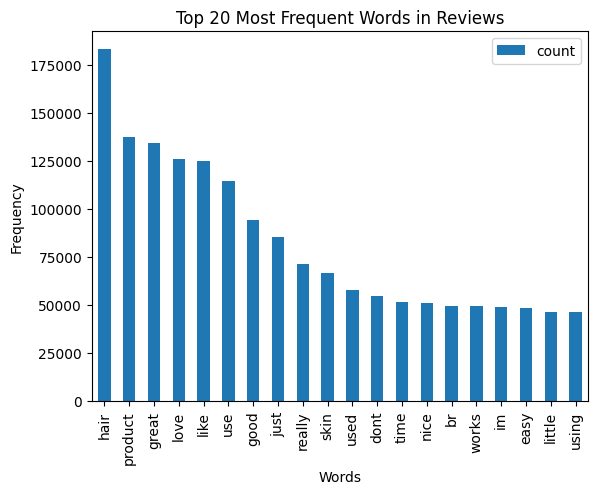 Top 20 Most Frequent Words in Reviews
count
175000
150000
125000
100000
75000
50000
25000
0
Frequency
hair
product
great
love
like
use
good
just
really
skin
used
dont
time
nice
br
works
im
easy
little
using
Words